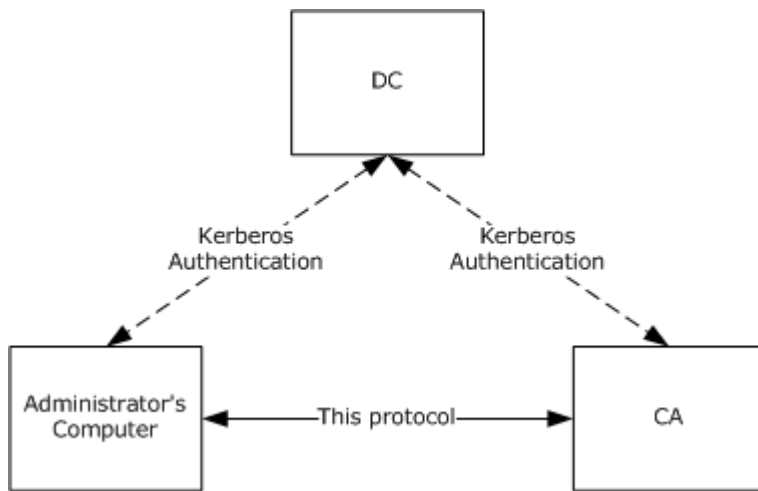 DC
Kerberos
Authentication
Kerberos
Authentication
Administrator's
Computer
This protocol
CA